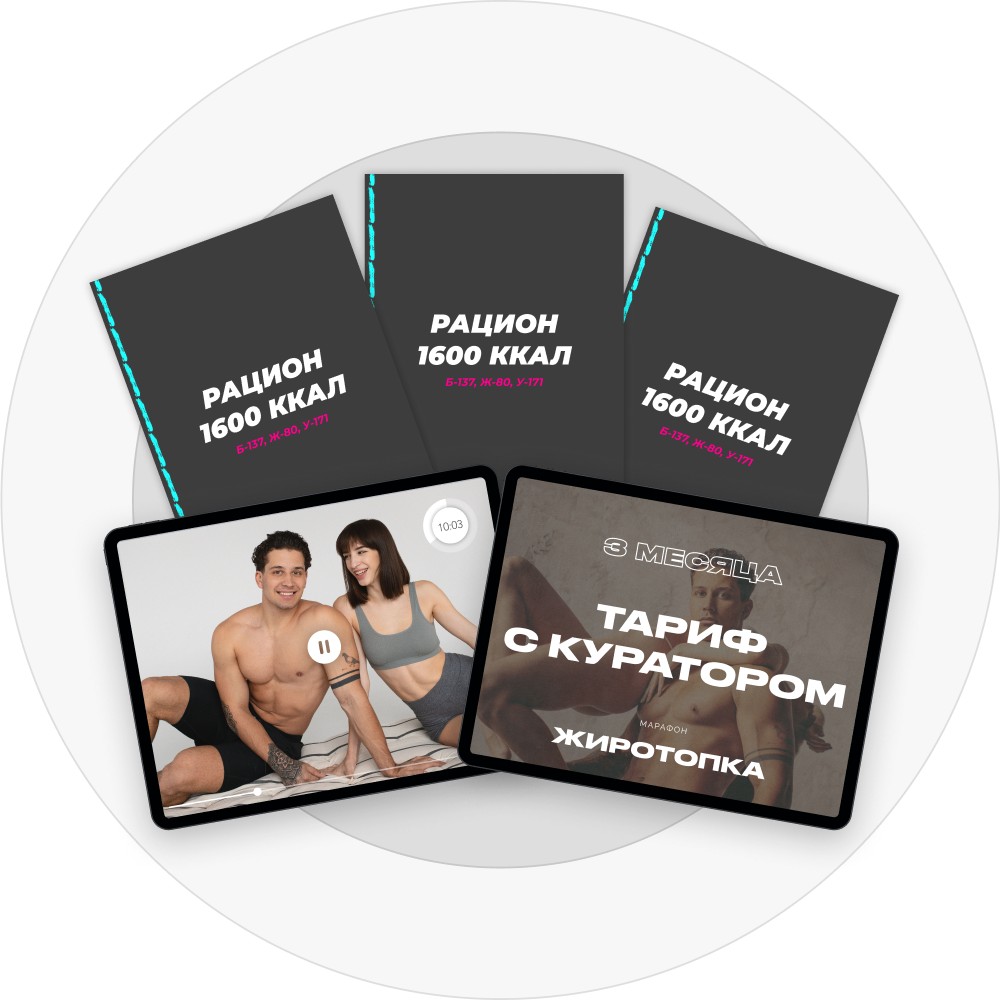 РАЦИОН
1600 ККАЛ
Б-137, Ж-80, У-171
РАЦИОН
1600 ККАЛ
Б-137, Ж-80, У-171
РАЦИОН
1600 ККАЛ
Б-137, Ж-80, У-171
10:03
3 МЕСЯЦА
ТАРИФ
С КУРАТОРОМ
МАРАФОН
ЖИРОТОПКА